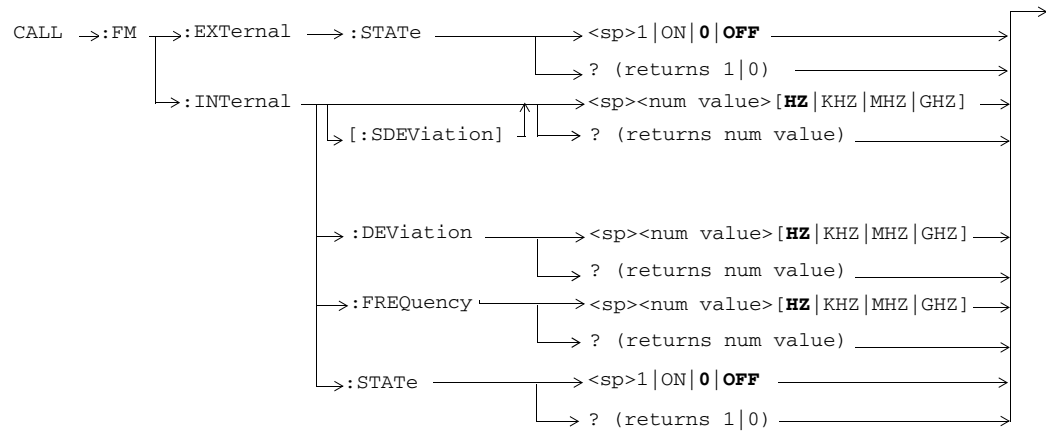 CALL :FM :EXTernal :STATe <sp>1|ON|0|OFF
? (returns 1|0)
:INTernal <sp><num value>[HZ|KHZ|MHZ|GHZ]
[:SDEViation] ? (returns num value)
:DEViation <sp><num value>[HZ|KHZ|MHZ|GHZ]
? (returns num value)
:FREQuency <sp><num value>[HZ|KHZ|MHZ|GHZ]
? (returns num value)
:STATe <sp>1|ON|0|OFF
? (returns 1|0)